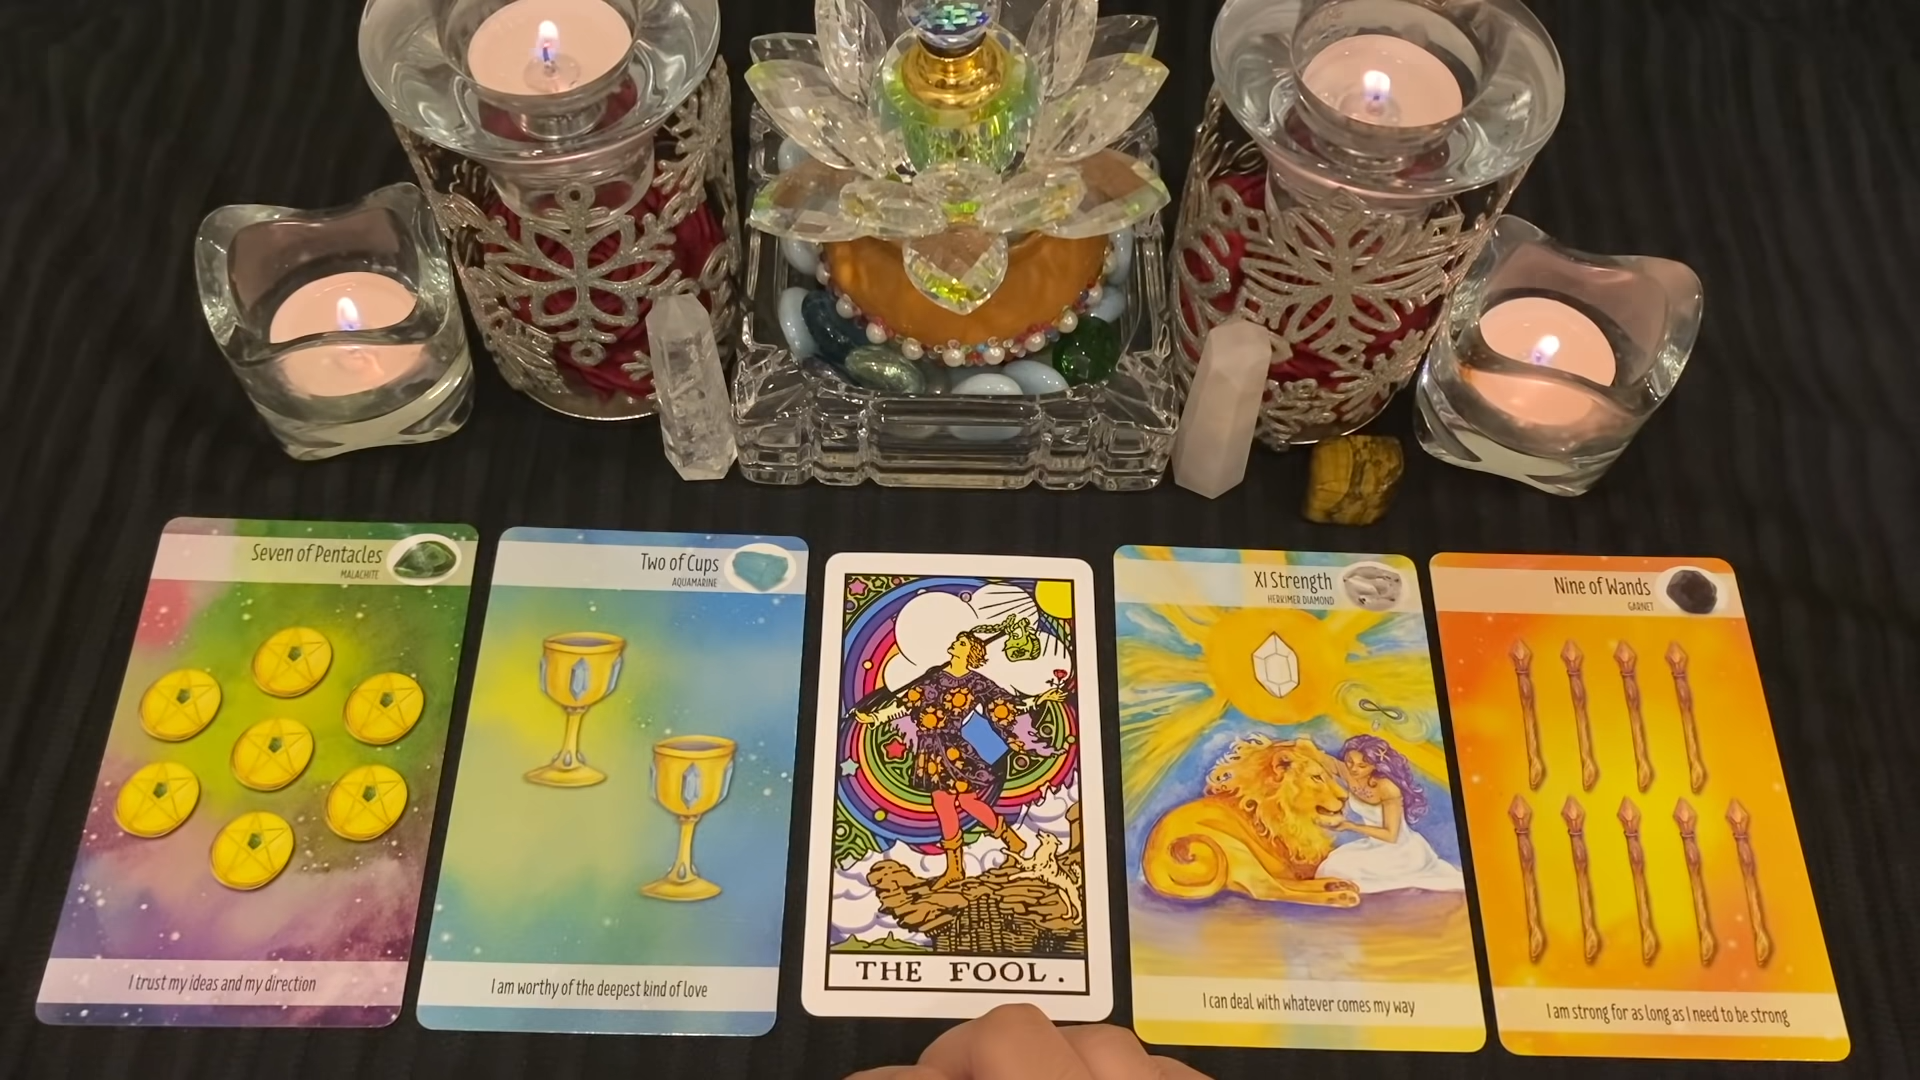 Seven of Pentacles
MALACHITE
I trust my ideas and my direction
Two of Cups
AQUAMARINE
I am worthy of the deepest kind of love
THE FOOL.
XI Strength
HERKIMER DIAMOND
I can deal with whatever comes my way
Nine of Wands
GARNET
I am strong for as long as I need to be strong